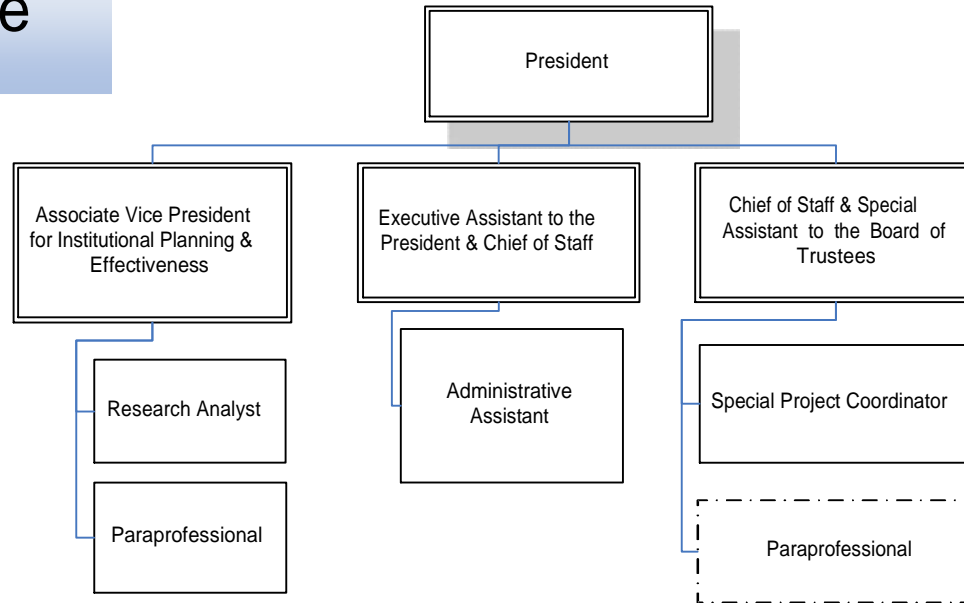 e
President
Associate Vice President
for Institutional Planning &
Effectiveness
Executive Assistant to the
President & Chief of Staff
Chief of Staff & Special
Assistant to the Board of
Trustees
Research Analyst
Administrative
Assistant
Special Project Coordinator
Paraprofessional
Paraprofessional